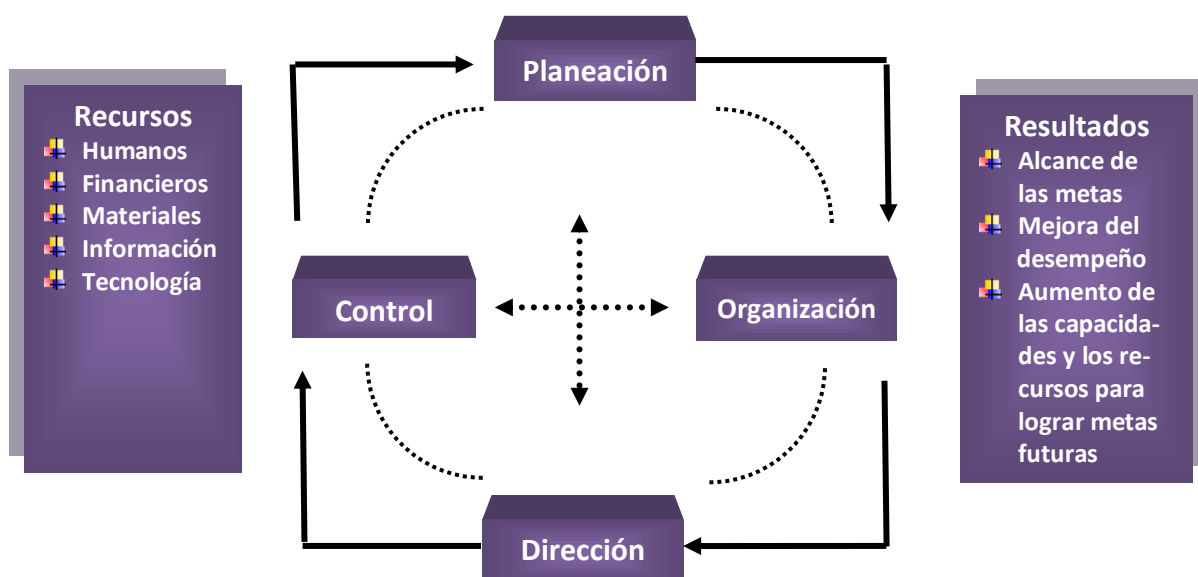 Planeación
Recursos
Humanos
Financieros
Materiales
Información
Tecnología
Control
Organización
Dirección
Resultados
Alcance de
las metas
Mejora del
desempeño
Aumento de
las capacida-
des y los re-
cursos para
lograr metas
futuras